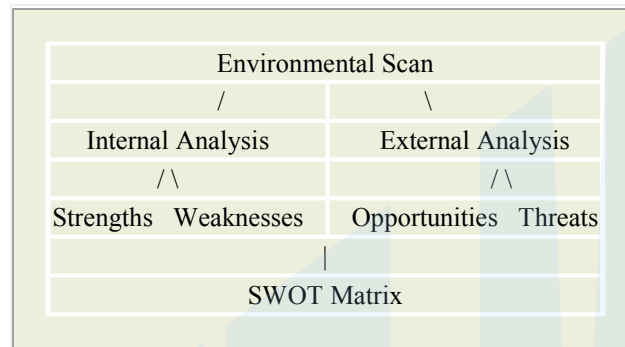 Environmental Scan
/ \
Internal Analysis External Analysis
/ \ / \
Strengths Weaknesses Opportunities Threats
|
SWOT Matrix